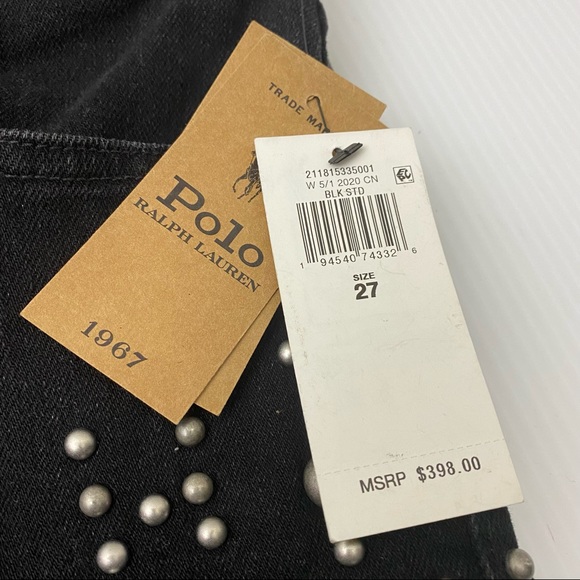 TRADE MA
Polo
RALPH LAUREN
1967
211815335001
W 5/1 2020 CN
BLK STD
1 94540 74332 6
SIZE
27
MSRP $398.00